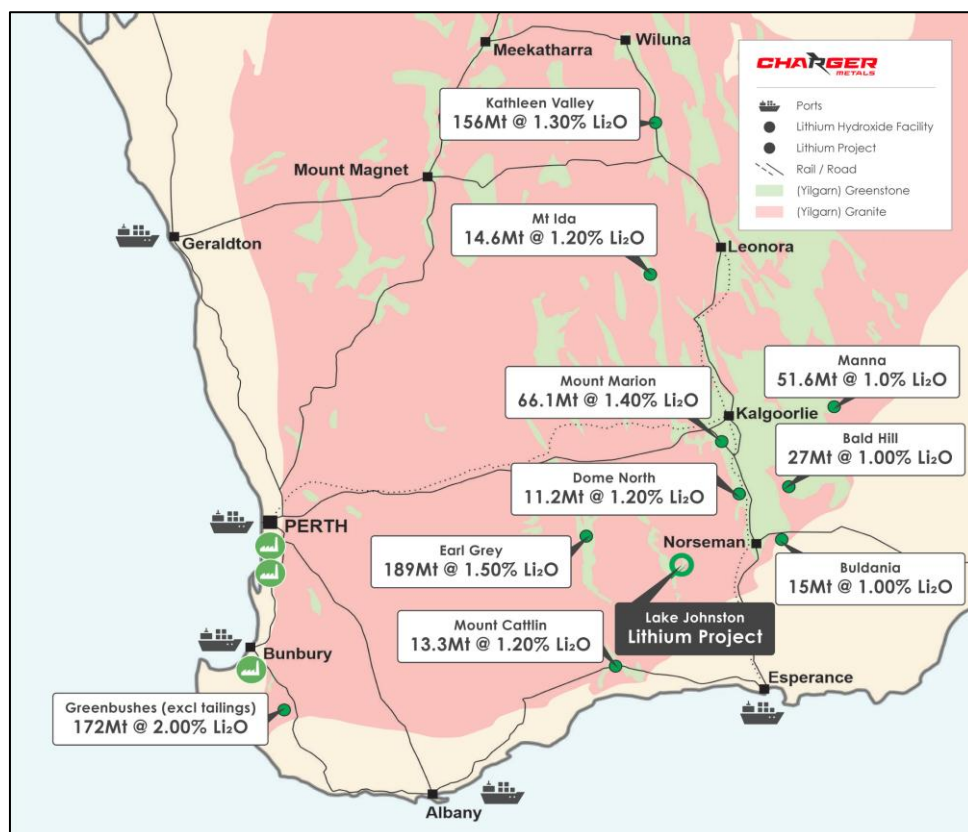 Meekatharra
Wiluna
CHARGER
METALS
Ports
Lithium Hydroxide Facility
Lithium Project
Rail / Road
(Yilgarn) Greenstone
(Yilgarn) Granite
Kathleen Valley
156Mt @ 1.30% Li₂O
Mount Magnet
Mt Ida
14.6Mt @ 1.20% Li₂O
Geraldton
Leonora
Manna
51.6Mt @ 1.0% Li₂O
Mount Marion
66.1Mt @ 1.40% Li₂O
Kalgoorlie
Bald Hill
27Mt @ 1.00% Li₂O
Dome North
11.2Mt @ 1.20% Li₂O
PERTH
Earl Grey
189Mt @ 1.50% Li₂O
Norseman
Buldania
15Mt @ 1.00% Li₂O
Lake Johnston
Lithium Project
Mount Cattlin
13.3Mt @ 1.20% Li₂O
Bunbury
Esperance
Greenbushes (excl tailings)
172Mt @ 2.00% Li₂O
Albany